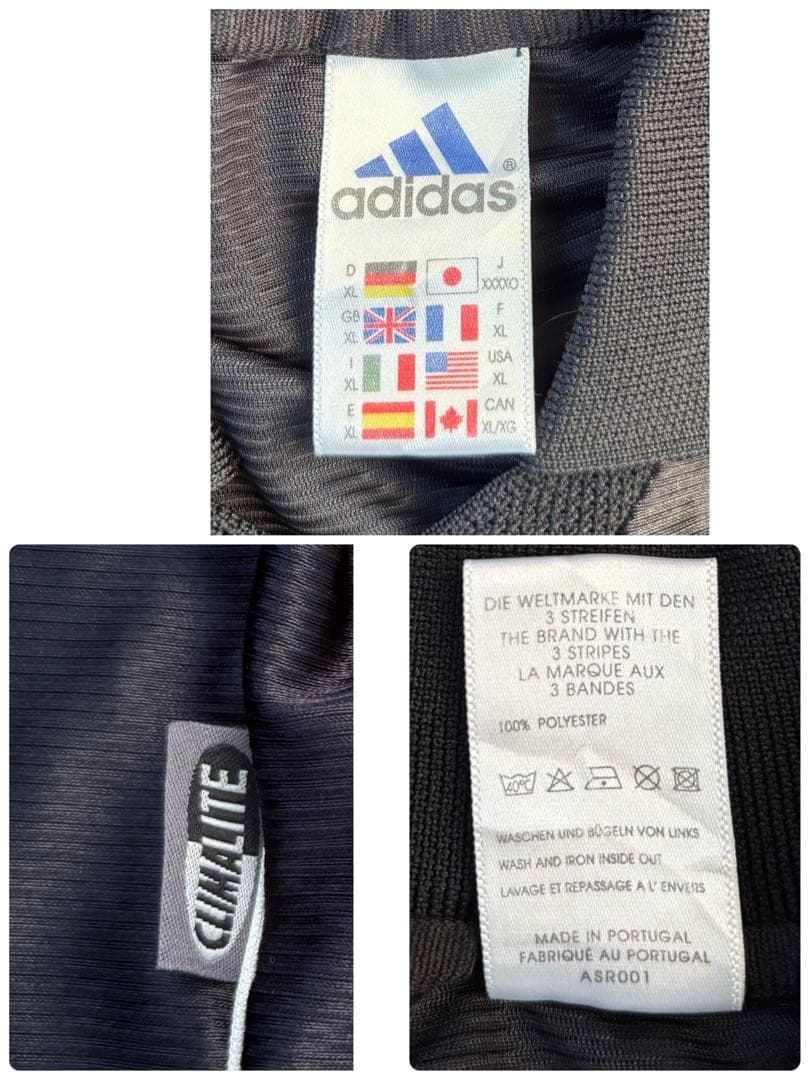 ®
adidas
D J
XL XXXXO
GB F
XL XL
I USA
XL XL
E CAN
XL XL/XG
CLIMALITE
DIE WELTMARKE MIT DEN
3 STREIFEN
THE BRAND WITH THE
3 STRIPES
LA MARQUE AUX
3 BANDES
100% POLYESTER
40°C
WASCHEN UND BÜGELN VON LINKS
WASH AND IRON INSIDE OUT
LAVAGE ET REPASSAGE A L' ENVERS
MADE IN PORTUGAL
FABRIQUÉ AU PORTUGAL
ASR001